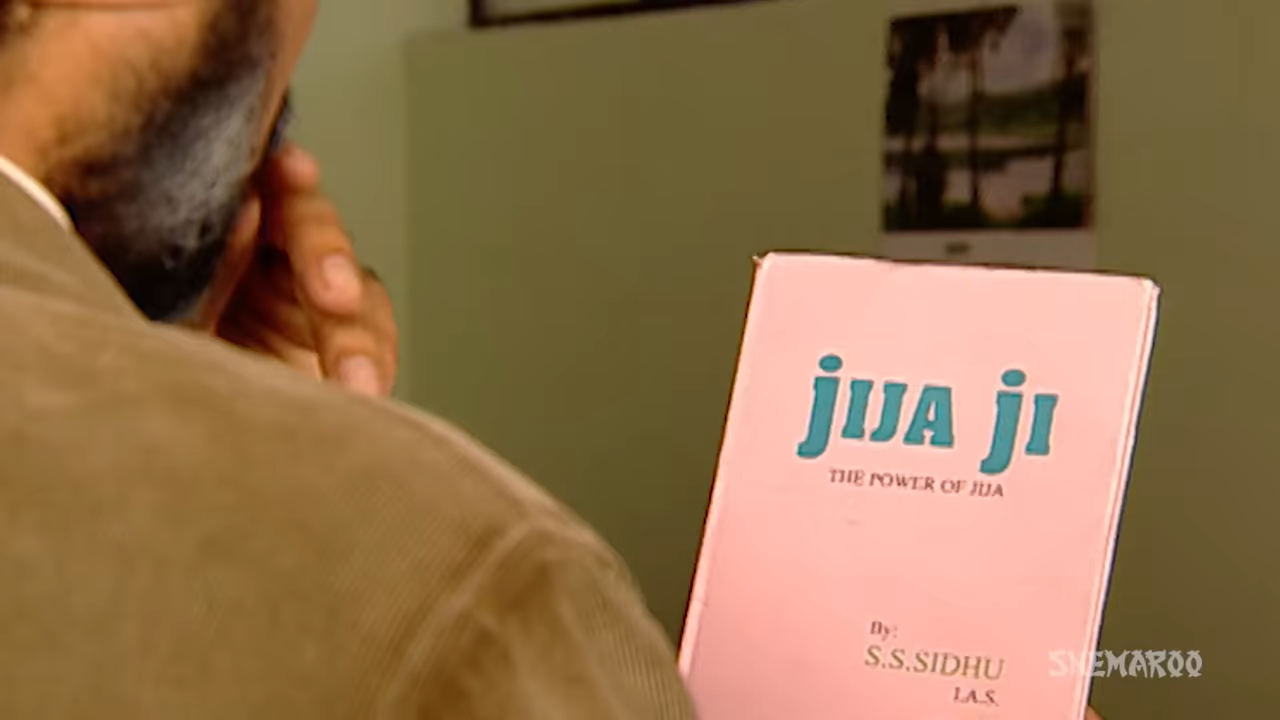 jIJA jI
THE POWER OF JIJA
By:
S.S.SIDHU
I.A.S.
SHEMAROO